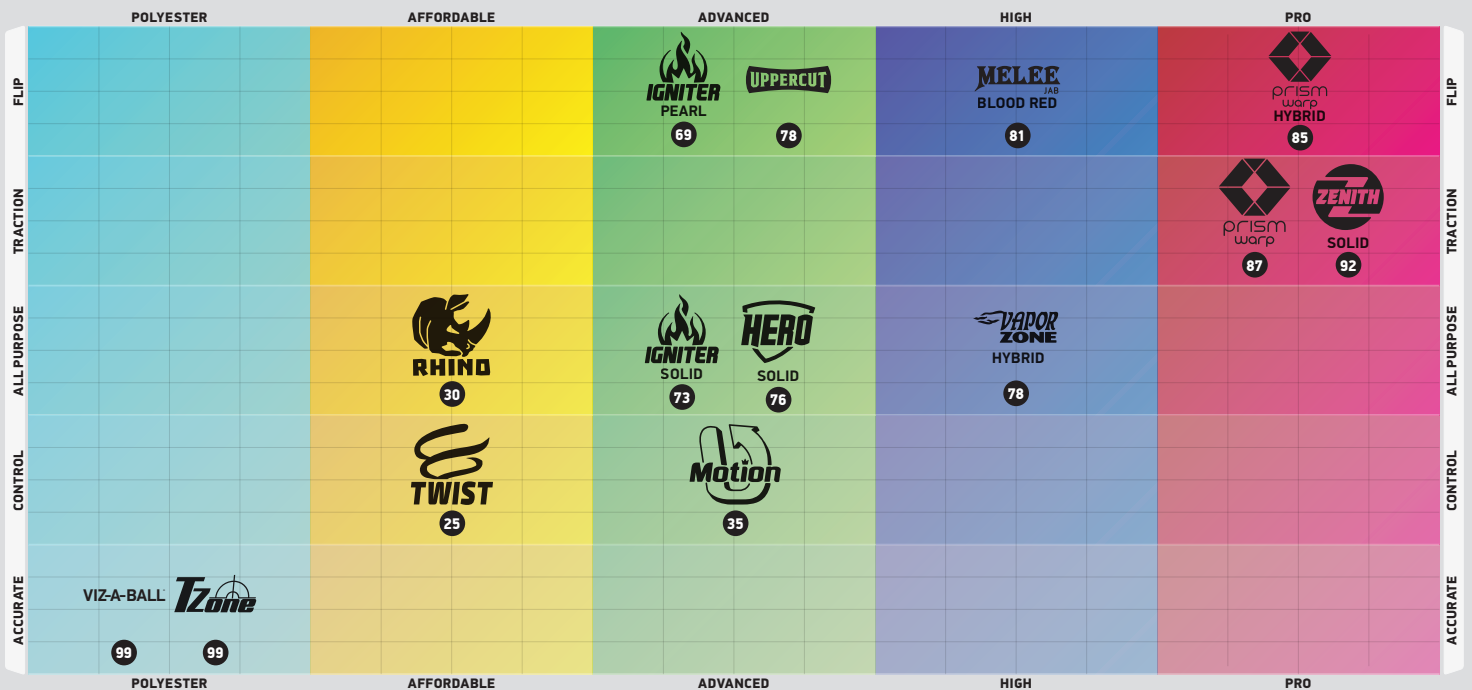 POLYESTER AFFORDABLE ADVANCED HIGH PRO
FLIP
IGNITER
PEARL
69
UPPERCUT
78
MELEE
JAB
BLOOD RED
81
prism
warp
HYBRID
85
FLIP
TRACTION
prism
warp
87
ZENITH
SOLID
92
TRACTION
ALL PURPOSE
RHINO
30
IGNITER
SOLID
73
HERO
SOLID
76
VAPOR
ZONE
HYBRID
78
ALL PURPOSE
CONTROL
TWIST
25
Motion
35
CONTROL
ACCURATE
VIZ-A-BALL
99
TZone
99
ACCURATE
POLYESTER AFFORDABLE ADVANCED HIGH PRO